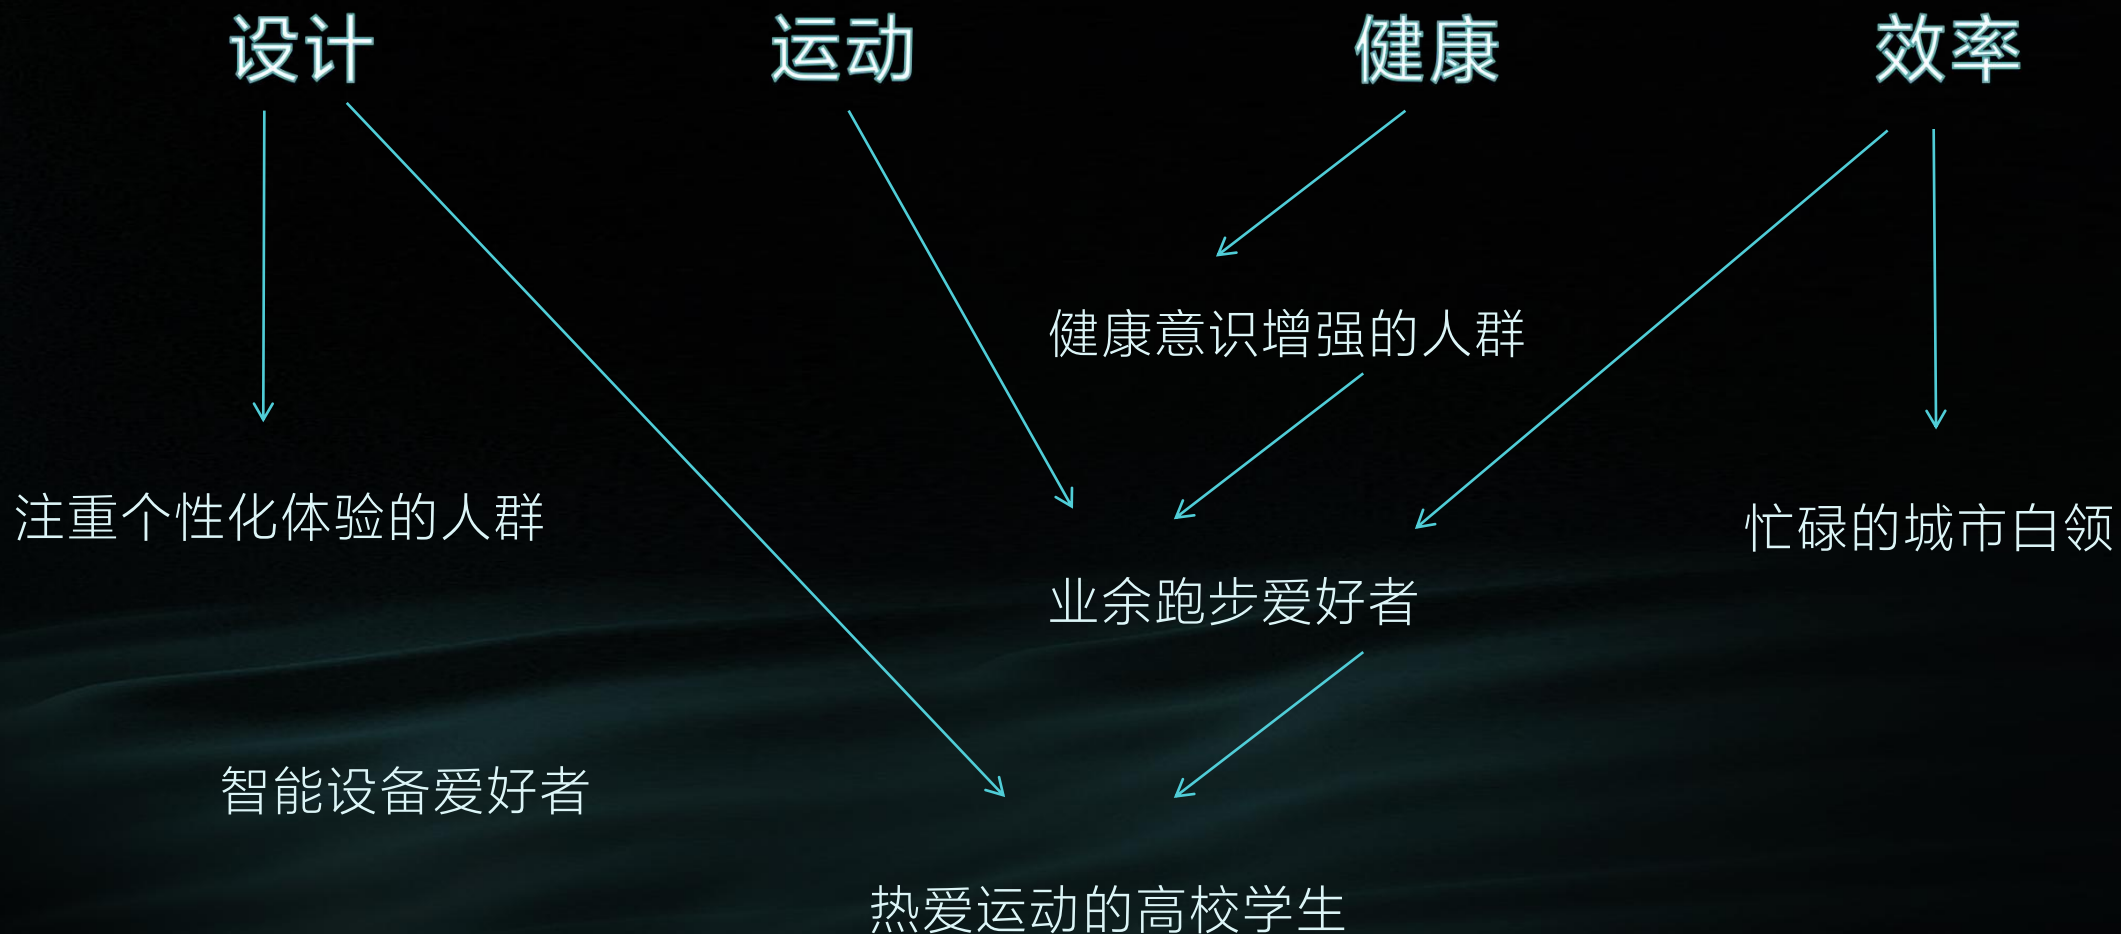 设计
运动
健康
效率
健康意识增强的人群
注重个性化体验的人群
忙碌的城市白领
业余跑步爱好者
智能设备爱好者
热爱运动的高校学生